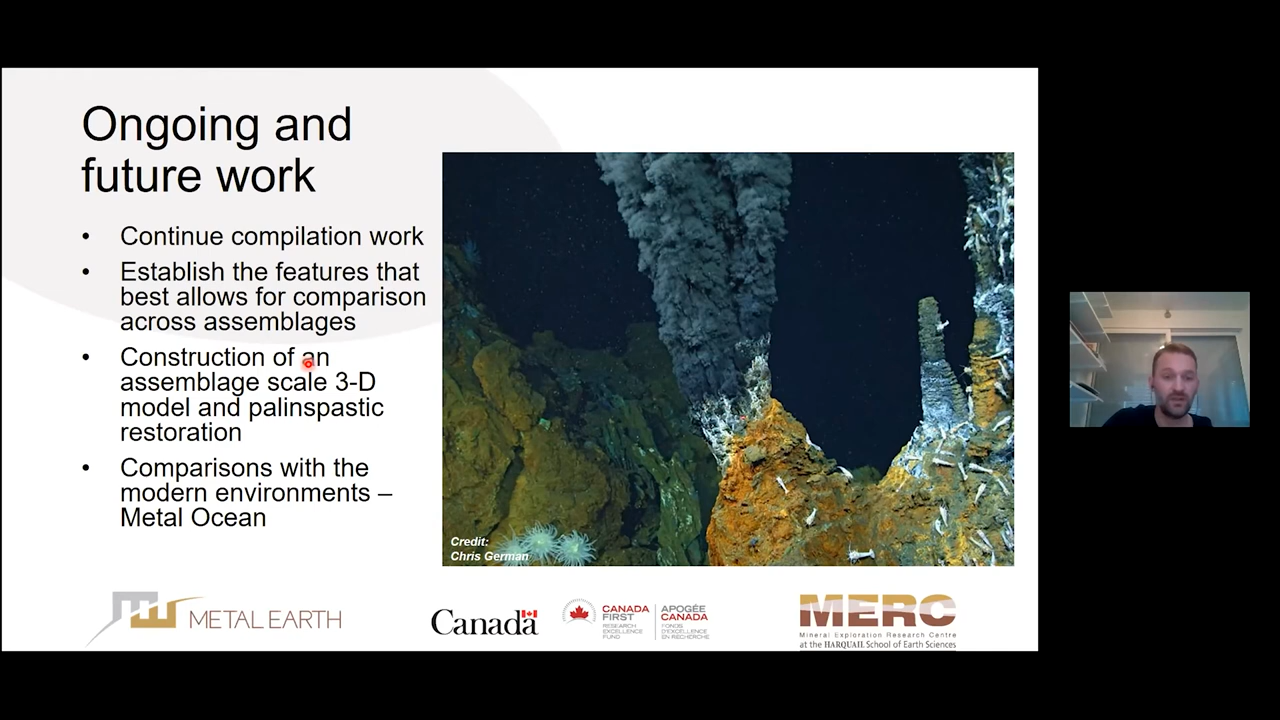 Ongoing and
future work
• Continue compilation work
• Establish the features that
best allows for comparison
across assemblages
• Construction of an
assemblage scale 3-D
model and palinspastic
restoration
• Comparisons with the
modern environments –
Metal Ocean
Credit:
Chris German
METAL EARTH
Canada
CANADA
FIRST
RESEARCH
EXCELLENCE
FUND
APOGÉE
CANADA
FONDS
D'EXCELLENCE
EN RECHERCHE
MERC
Mineral Exploration Research Centre
at the HARQUAIL School of Earth Sciences